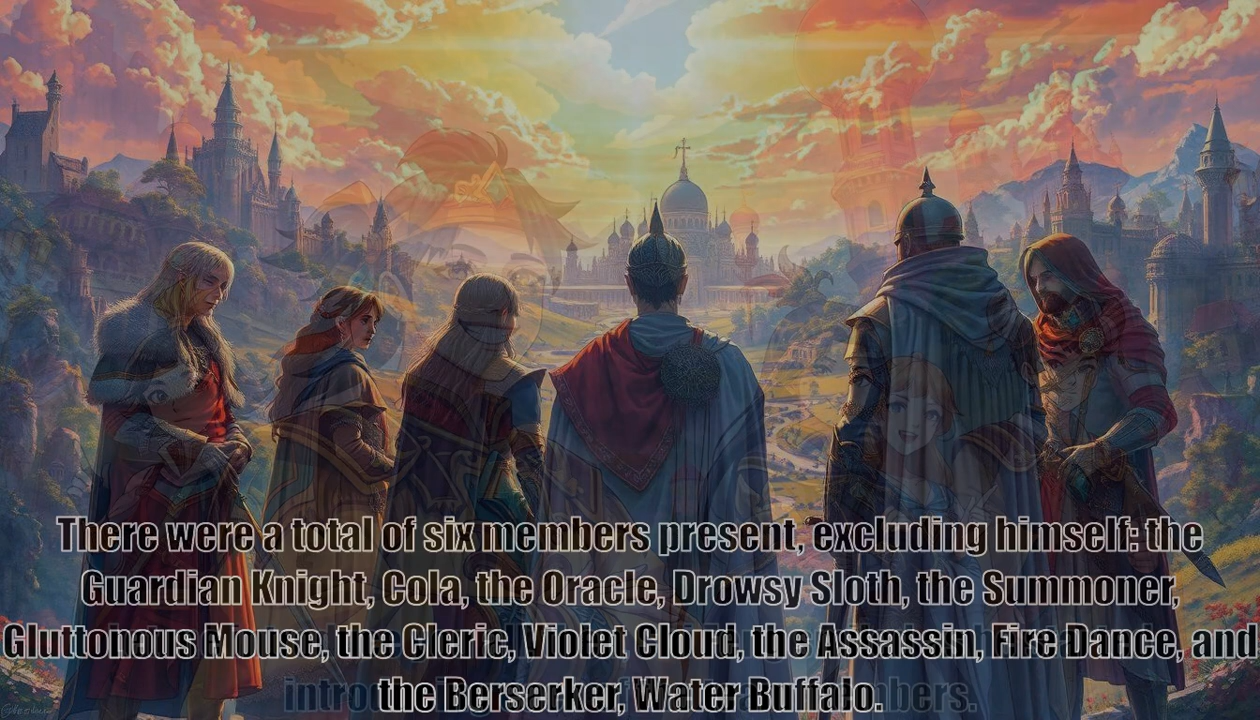 There were a total of six members present, excluding himself: the
Guardian Knight, Cola, the Oracle, Drowsy Sloth, the Summoner,
Gluttonous Mouse, the Cleric, Violet Cloud, the Assassin, Fire Dance, and
the Berserker, Water Buffalo.